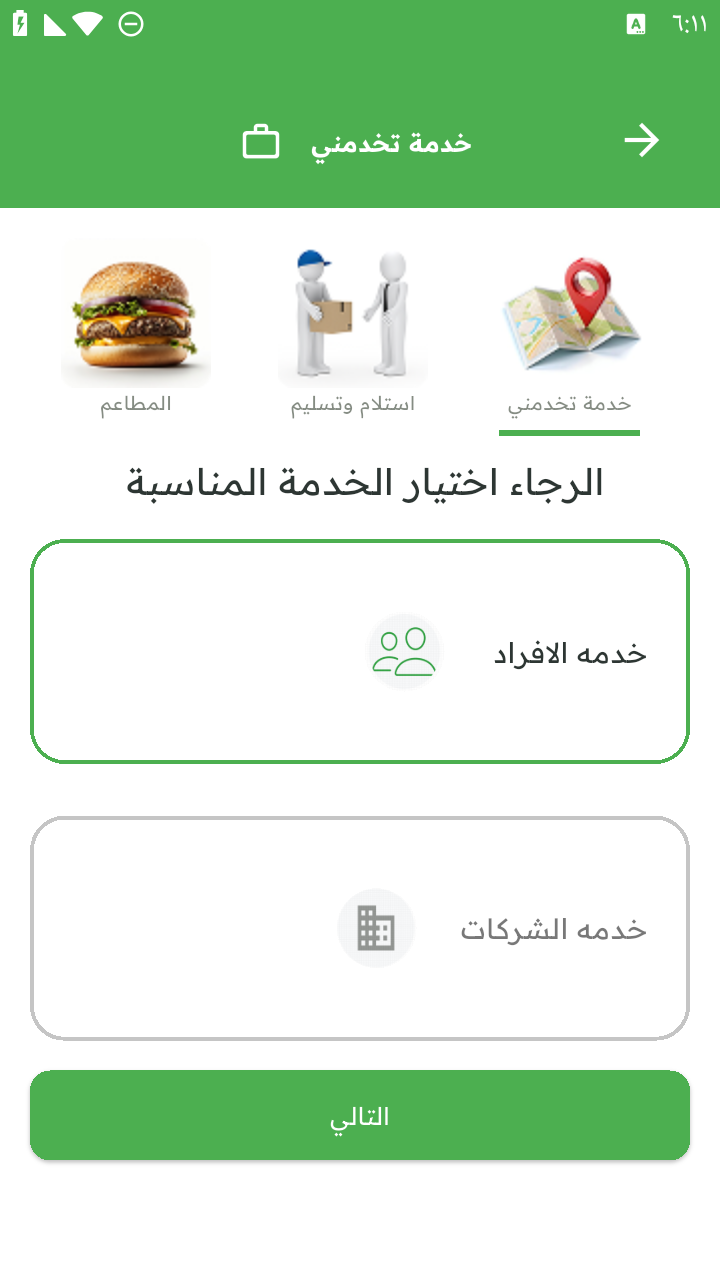 ٦:١١
A
خدمة تخدمني
خدمة تخدمني
استلام وتسليم
المطاعم
الرجاء اختيار الخدمة المناسبة
خدمه الافراد
خدمه الشركات
التالي